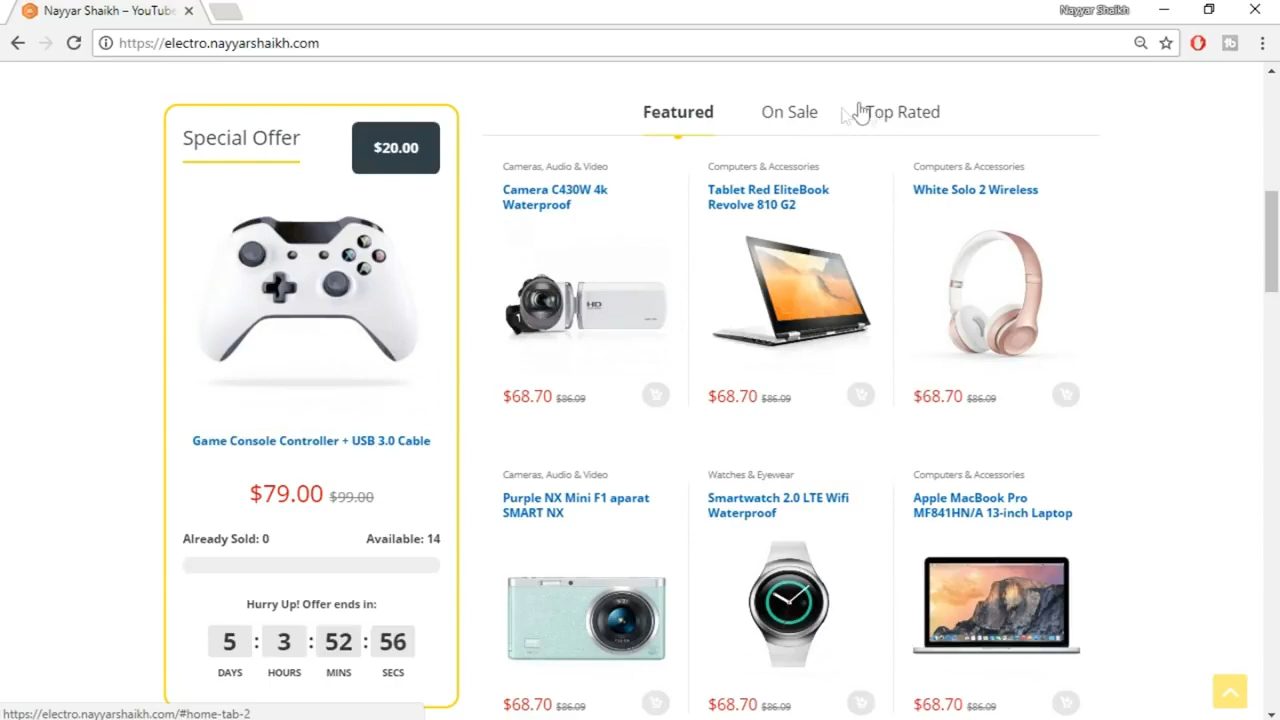 Nayyar Shaikh – YouTube
Nayyar Shaikh
https://electro.nayyarshaikh.com
Special Offer
$20.00
Game Console Controller + USB 3.0 Cable
$79.00 $99.00
Already Sold: 0 Available: 14
Hurry Up! Offer ends in:
5 : 3 : 52 : 56
DAYS HOURS MINS SECS
Featured On Sale Top Rated
Cameras, Audio & Video
Camera C430W 4k
Waterproof
HD
$68.70 $86.09
Computers & Accessories
Tablet Red EliteBook
Revolve 810 G2
$68.70 $86.09
Computers & Accessories
White Solo 2 Wireless
$68.70 $86.09
Cameras, Audio & Video
Purple NX Mini F1 aparat
SMART NX
$68.70 $86.09
Watches & Eyewear
Smartwatch 2.0 LTE Wifi
Waterproof
$68.70 $86.09
Computers & Accessories
Apple MacBook Pro
MF841HN/A 13-inch Laptop
$68.70 $86.09
https://electro.nayyarshaikh.com/#home-tab-2